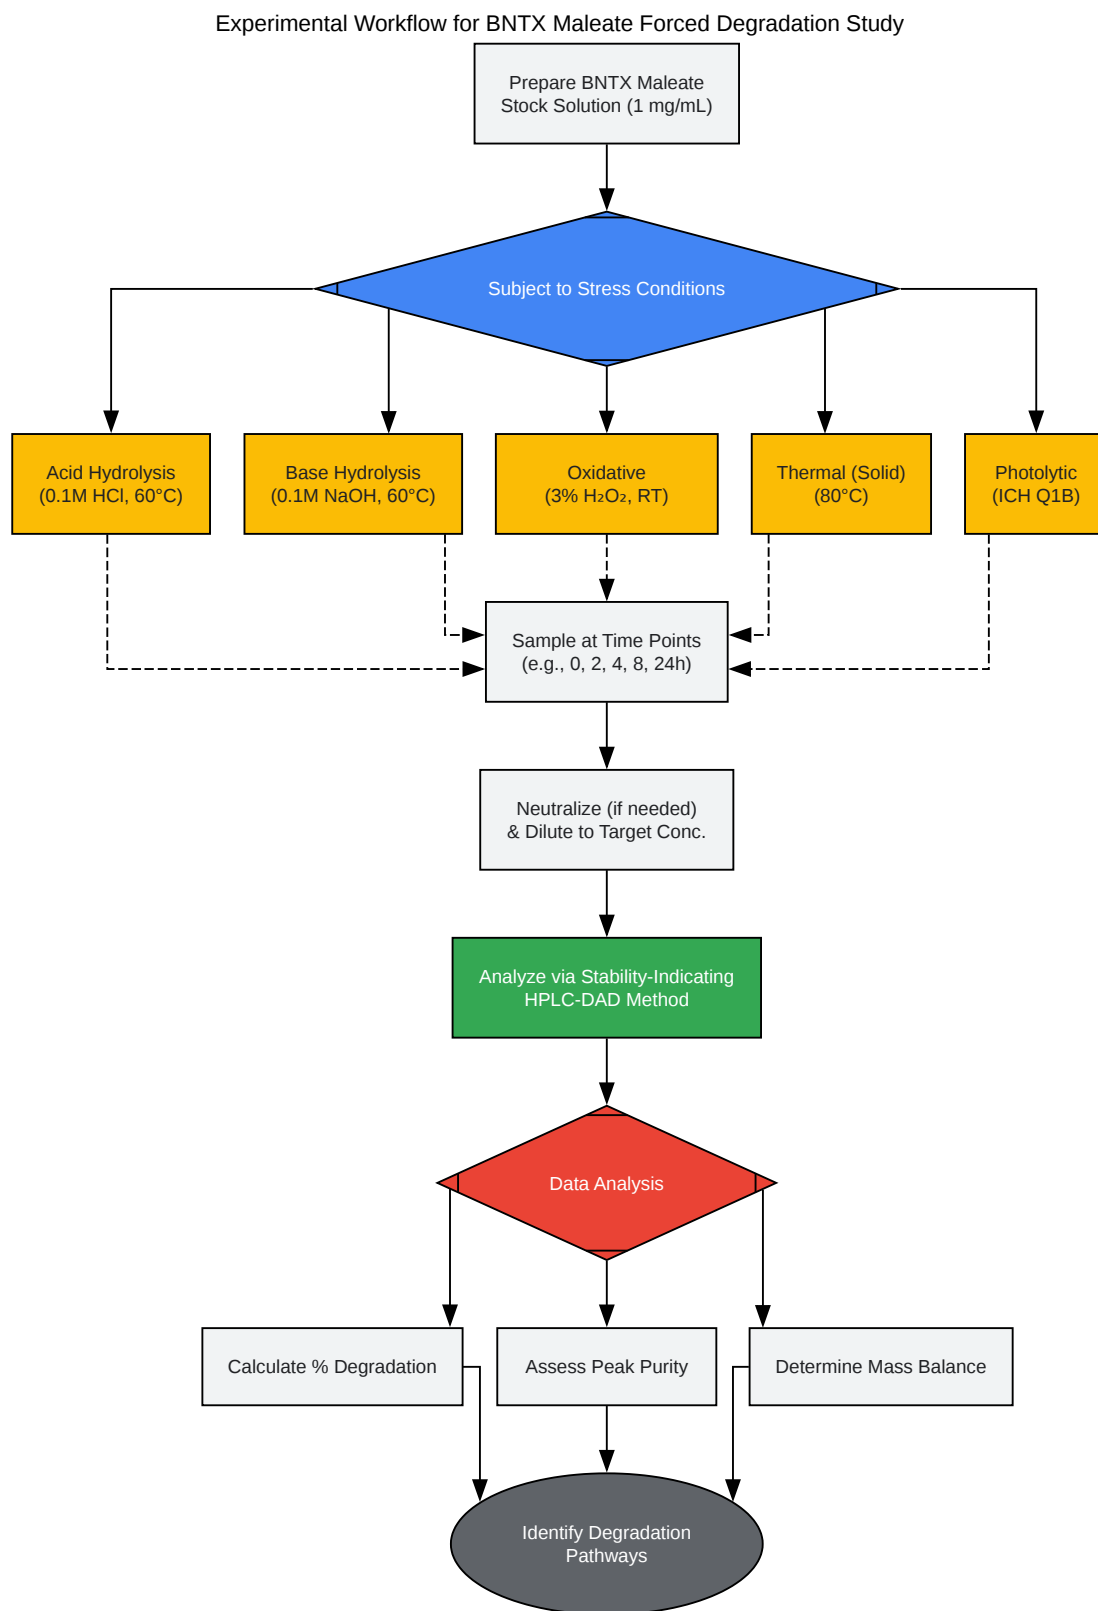 Experimental Workflow for BNTX Maleate Forced Degradation Study
Prepare BNTX Maleate
Stock Solution (1 mg/mL)
Subject to Stress Conditions
Acid Hydrolysis
(0.1M HCl, 60°C)
Base Hydrolysis
(0.1M NaOH, 60°C)
Oxidative
(3% H₂O₂, RT)
Thermal (Solid)
(80°C)
Photolytic
(ICH Q1B)
Sample at Time Points
(e.g., 0, 2, 4, 8, 24h)
Neutralize (if needed)
& Dilute to Target Conc.
Analyze via Stability-Indicating
HPLC-DAD Method
Data Analysis
Calculate % Degradation
Assess Peak Purity
Determine Mass Balance
Identify Degradation
Pathways